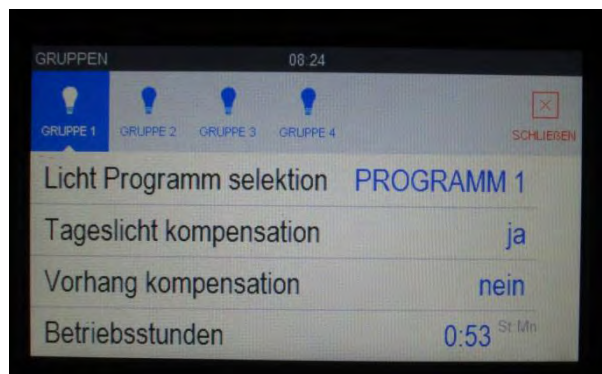 GRUPPEN 08:24
GRUPPE 1 GRUPPE 2 GRUPPE 3 GRUPPE 4 SCHLIEßEN
Licht Programm selektion PROGRAMM 1
Tageslicht kompensation ja
Vorhang kompensation nein
Betriebsstunden 0:53 St:Mn